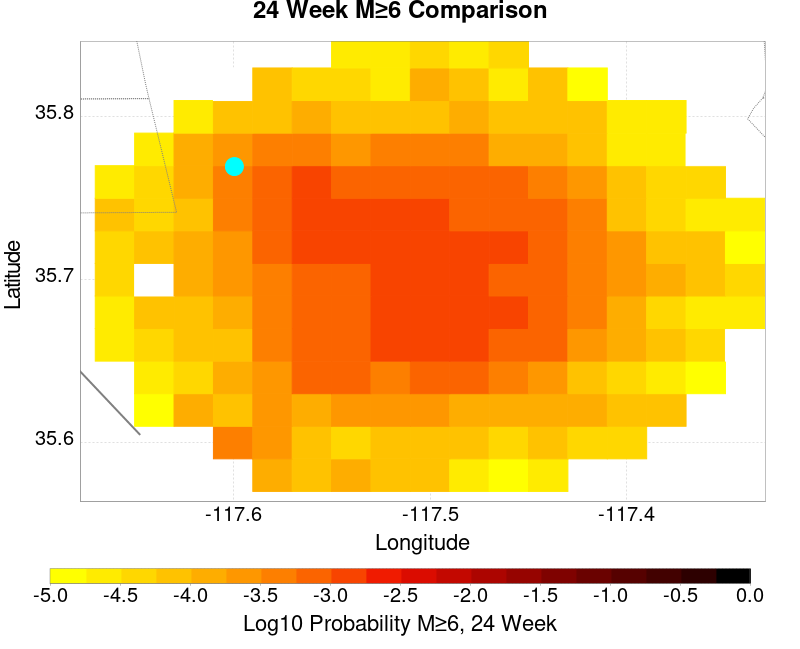 24 Week M≥6 Comparison
35.8
35.7
35.6
Latitude
-117.6 -117.5 -117.4
Longitude
-5.0 -4.5 -4.0 -3.5 -3.0 -2.5 -2.0 -1.5 -1.0 -0.5 0.0
Log10 Probability M≥6, 24 Week